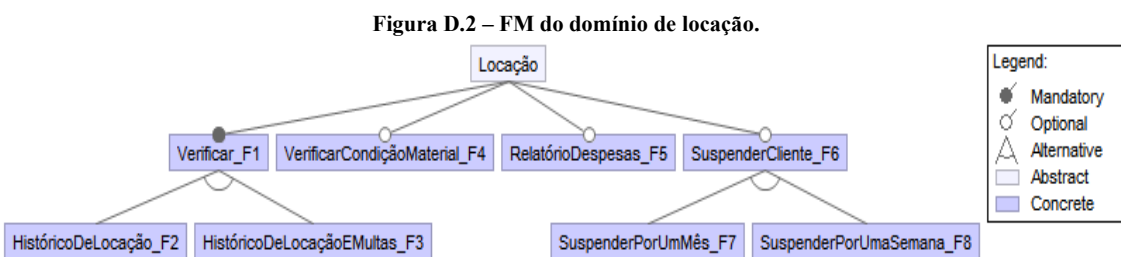 Figura D.2 – FM do domínio de locação.
Locação
Legend:
Mandatory
Optional
Alternative
Abstract
Concrete
Verificar_F1
VerificarCondiçãoMaterial_F4
RelatórioDespesas_F5
SuspenderCliente_F6
HistóricoDeLocação_F2
HistóricoDeLocaçãoEMultas_F3
SuspenderPorUmMês_F7
SuspenderPorUmaSemana_F8